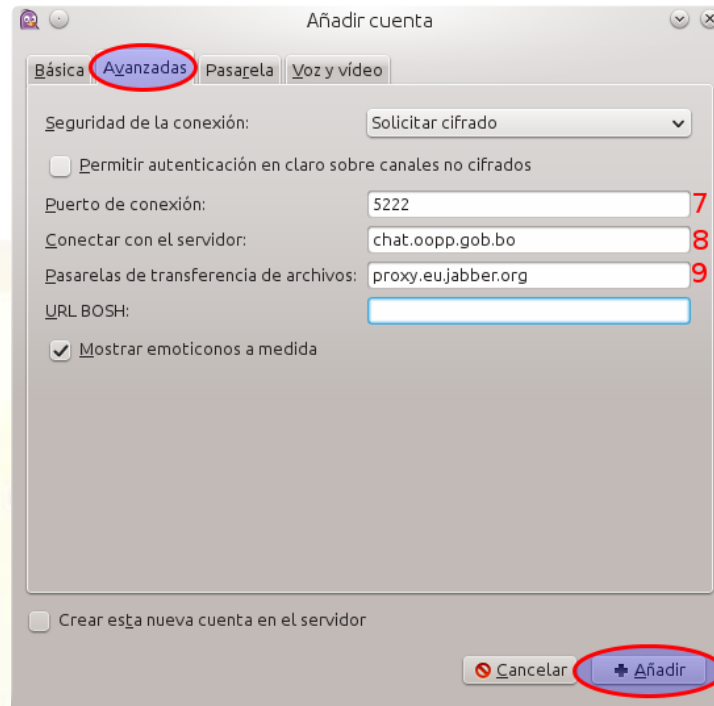 Añadir cuenta
Básica Avanzadas Pasarela Voz y vídeo
Seguridad de la conexión: Solicitar cifrado
Permitir autenticación en claro sobre canales no cifrados
Puerto de conexión: 5222 7
Conectar con el servidor: chat.oopp.gob.bo 8
Pasarelas de transferencia de archivos: proxy.eu.jabber.org 9
URL BOSH:
Mostrar emoticonos a medida
Crear esta nueva cuenta en el servidor
Cancelar Añadir